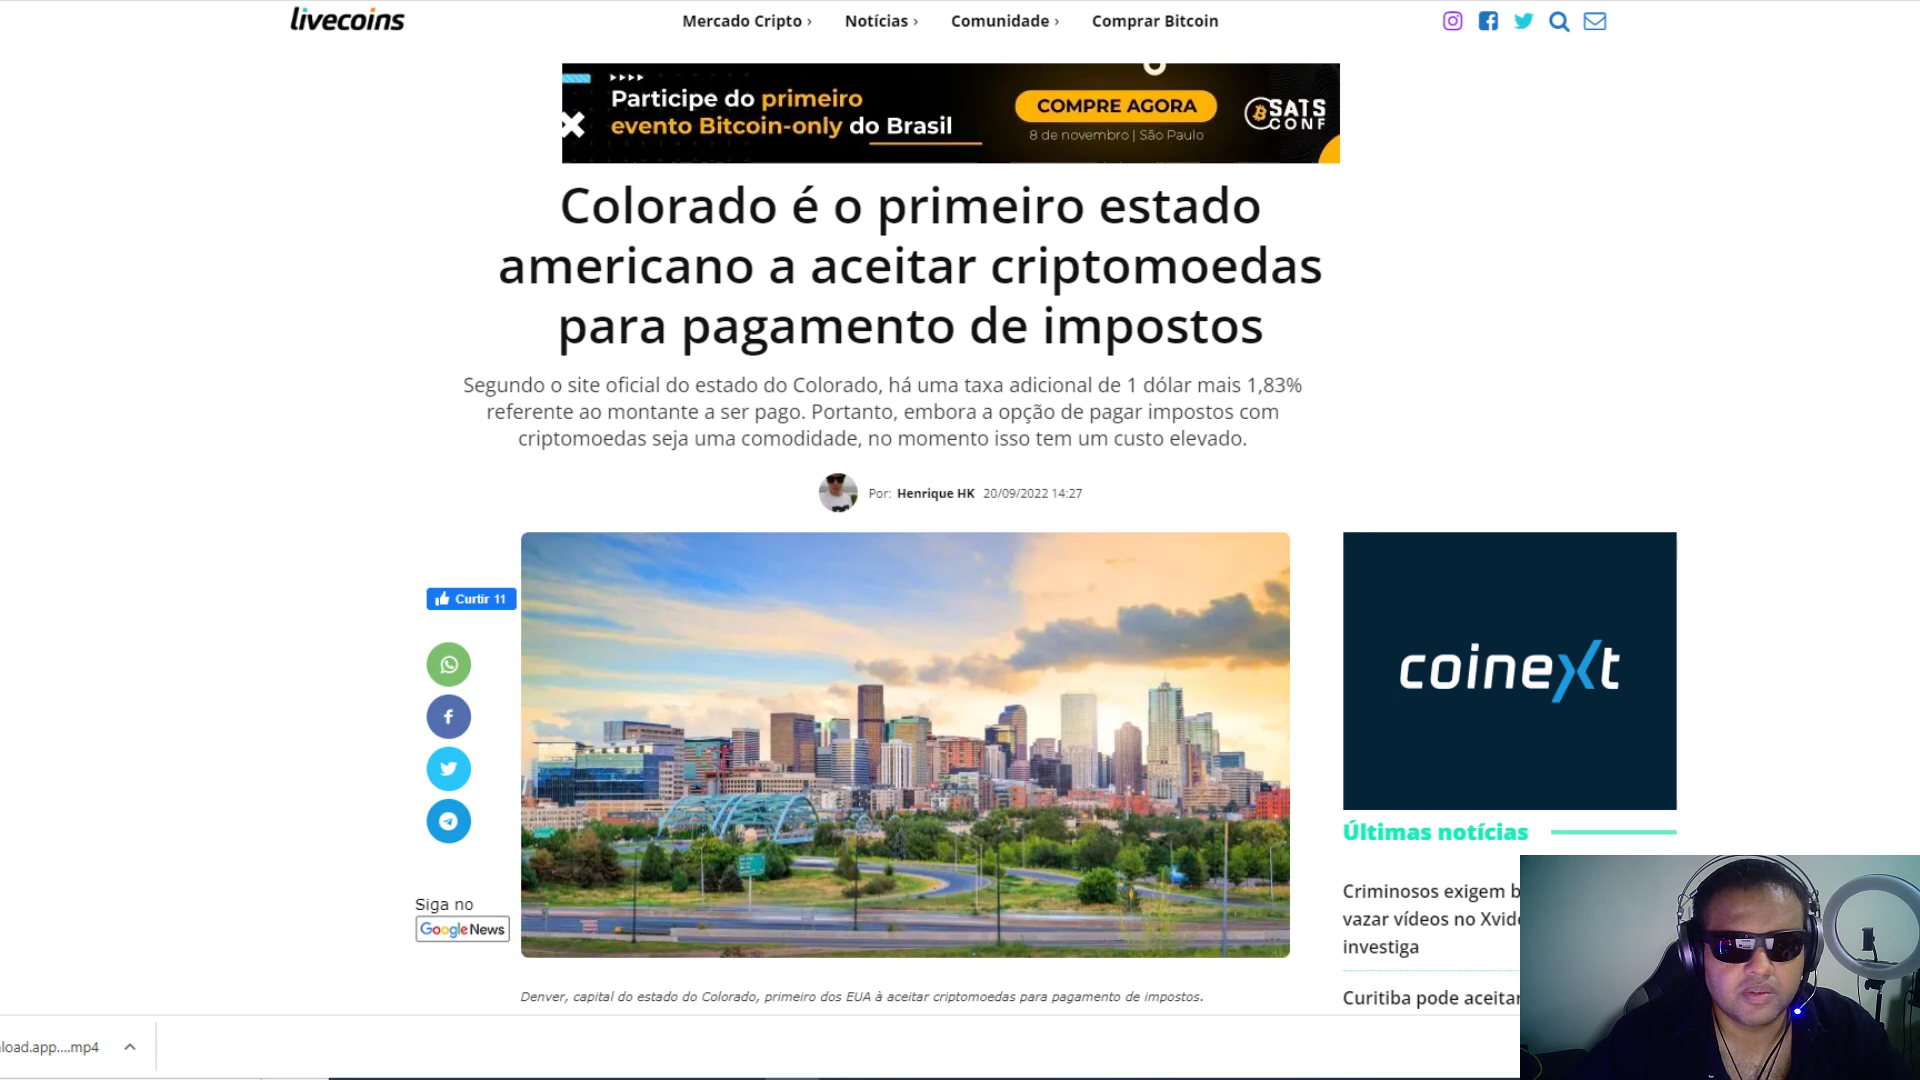 livecoins
Mercado Cripto ›
Notícias ›
Comunidade ›
Comprar Bitcoin
Participe do primeiro
evento Bitcoin-only do Brasil
COMPRE AGORA
8 de novembro | São Paulo
SATS
CONF
Colorado é o primeiro estado
americano a aceitar criptomoedas
para pagamento de impostos
Segundo o site oficial do estado do Colorado, há uma taxa adicional de 1 dólar mais 1,83%
referente ao montante a ser pago. Portanto, embora a opção de pagar impostos com
criptomoedas seja uma comodidade, no momento isso tem um custo elevado.
Por: Henrique HK 20/09/2022 14:27
Curtir 11
Siga no
Google News
coinext
Últimas notícias
Criminosos exigem b
vazar vídeos no Xvide
investiga
Curitiba pode aceitar
Denver, capital do estado do Colorado, primeiro dos EUA à aceitar criptomoedas para pagamento de impostos.
load.app....mp4